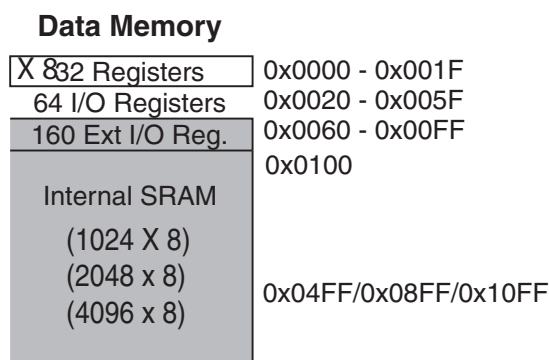 Data Memory
X 832 Registers 0x0000 - 0x001F
64 I/O Registers 0x0020 - 0x005F
160 Ext I/O Reg. 0x0060 - 0x00FF
0x0100
Internal SRAM
(1024 X 8)
(2048 x 8)
0x04FF/0x08FF/0x10FF
(4096 x 8)